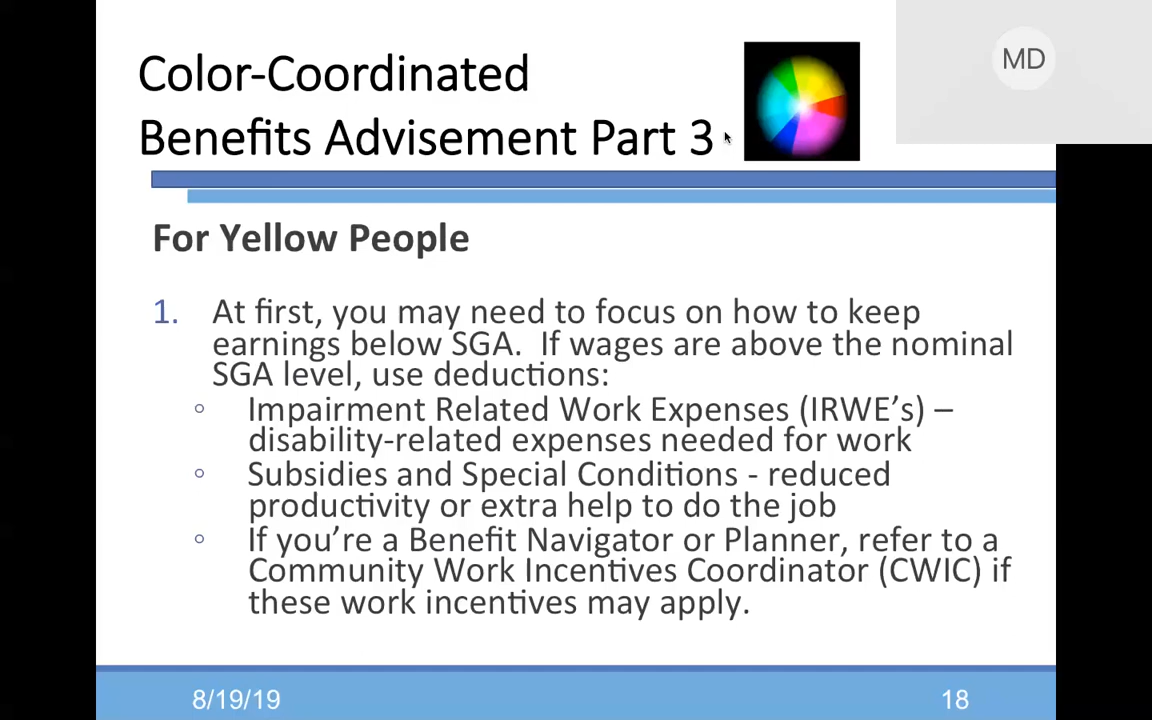 Color-Coordinated
Benefits Advisement Part 3
MD
For Yellow People
1. At first, you may need to focus on how to keep
earnings below SGA.  If wages are above the nominal
SGA level, use deductions:
◦ Impairment Related Work Expenses (IRWE’s) –
disability-related expenses needed for work
◦ Subsidies and Special Conditions - reduced
productivity or extra help to do the job
◦ If you’re a Benefit Navigator or Planner, refer to a
Community Work Incentives Coordinator (CWIC) if
these work incentives may apply.
8/19/19
18